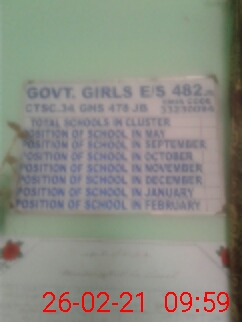 GOVT. GIRLS E/S 482 JB
CTSC. 34 GHS 478 JB
TOTAL SCHOOLS IN CLUSTER
POSITION OF SCHOOL IN MAY
POSITION OF SCHOOL IN SEPTEMBER
POSITION OF SCHOOL IN OCTOBER
POSITION OF SCHOOL IN NOVEMBER
POSITION OF SCHOOL IN DECEMBER
POSITION OF SCHOOL IN JANUARY
POSITION OF SCHOOL IN FEBRUARY
26-02-21 09:59